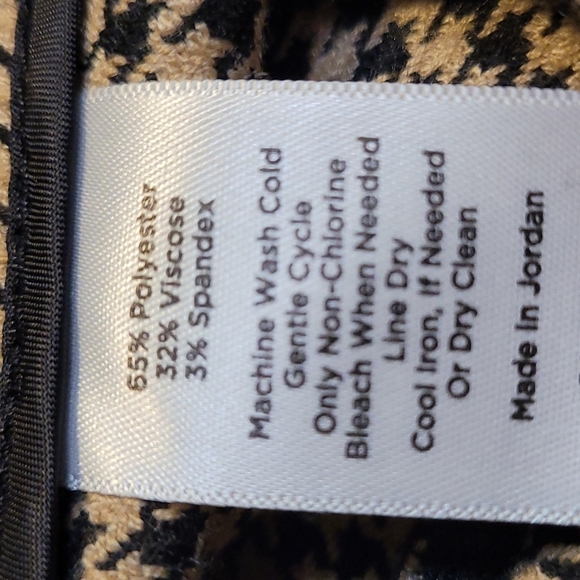 65% Polyester
32% Viscose
3% Spandex
Machine Wash Cold
Gentle Cycle
Only Non-Chlorine
Bleach When Needed
Line Dry
Cool Iron, If Needed
Or Dry Clean
Made In Jordan